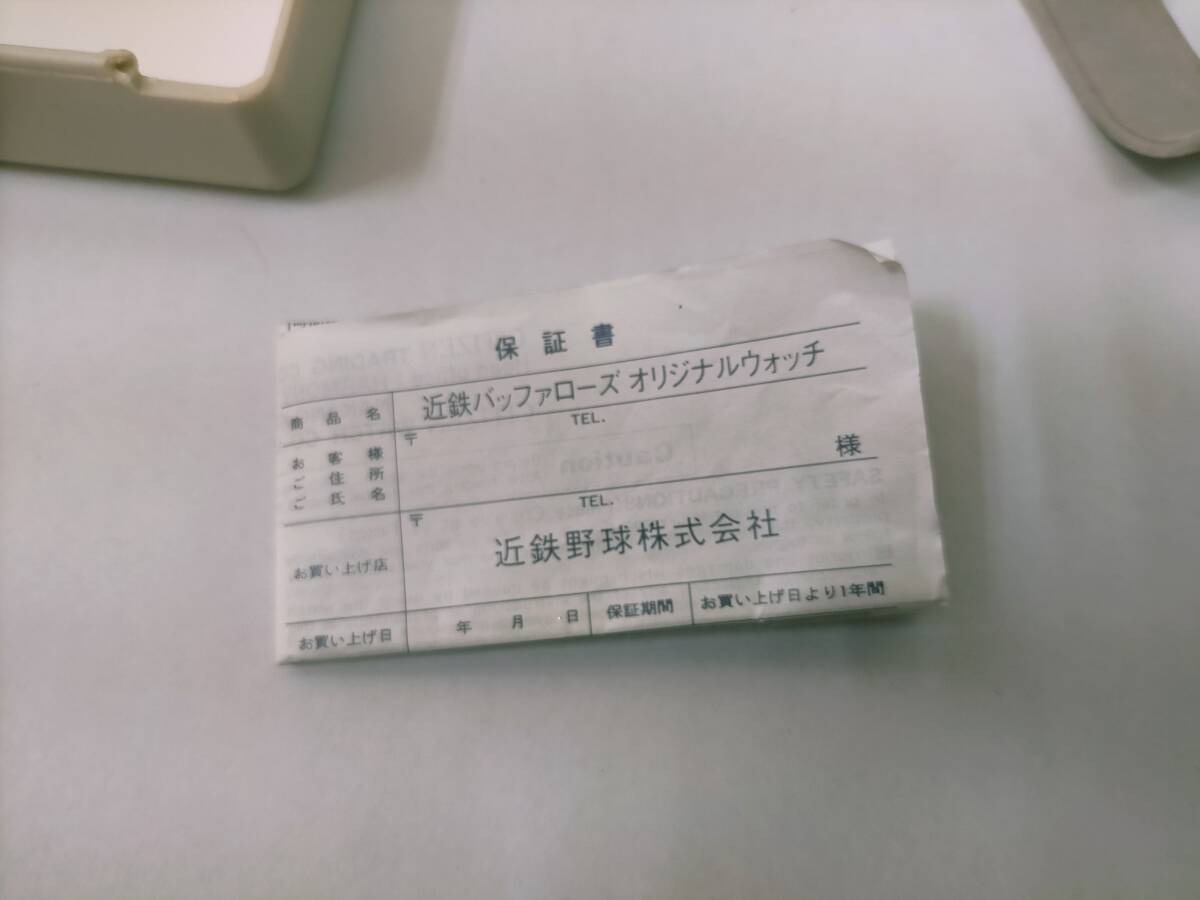 保証書
商品名 近鉄バッファローズ オリジナルウォッチ
お客様
ご住所
ご氏名
〒 TEL.
様
お買い上げ店
〒 TEL.
近鉄野球株式会社
お買い上げ日 年 月 日 保証期間 お買い上げ日より1年間